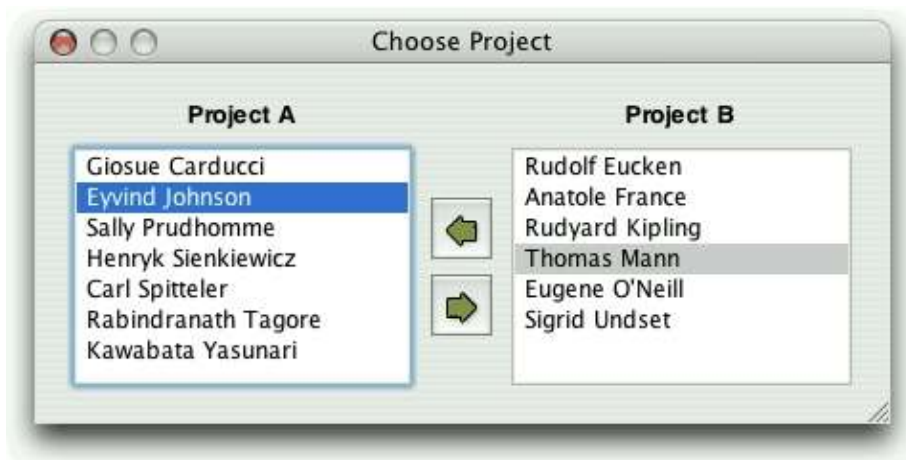 Choose Project
Project A
Giosue Carducci
Eyvind Johnson
Sally Prudhomme
Henryk Sienkiewicz
Carl Spitteler
Rabindranath Tagore
Kawabata Yasunari
Project B
Rudolf Eucken
Anatole France
Rudyard Kipling
Thomas Mann
Eugene O'Neill
Sigrid Undset